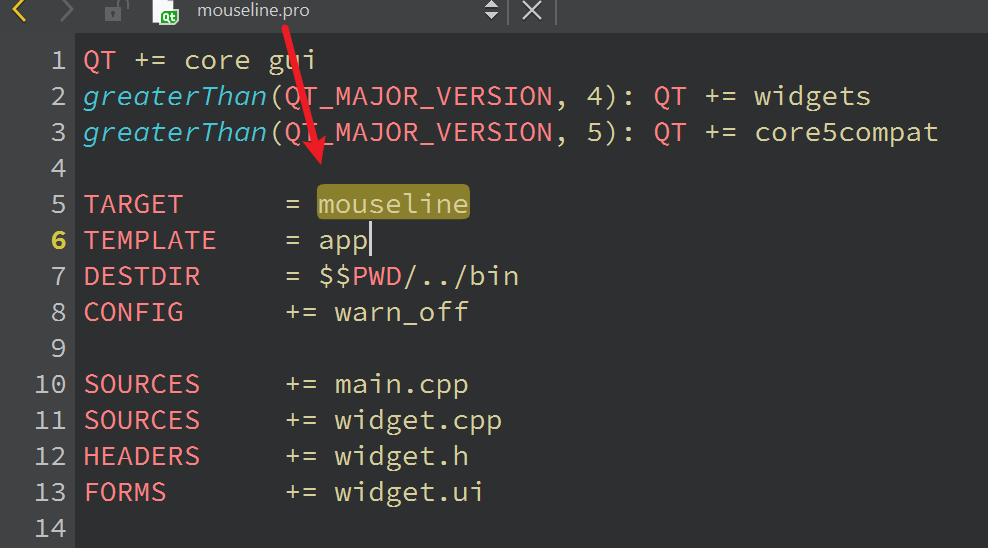 mouseline.pro
1 QT += core gui
2 greaterThan(QT_MAJOR_VERSION, 4): QT += widgets
3 greaterThan(QT_MAJOR_VERSION, 5): QT += core5compat
4
5 TARGET = mouseline
6 TEMPLATE = app
7 DESTDIR = $$PWD/../bin
8 CONFIG += warn_off
9
10 SOURCES += main.cpp
11 SOURCES += widget.cpp
12 HEADERS += widget.h
13 FORMS += widget.ui
14